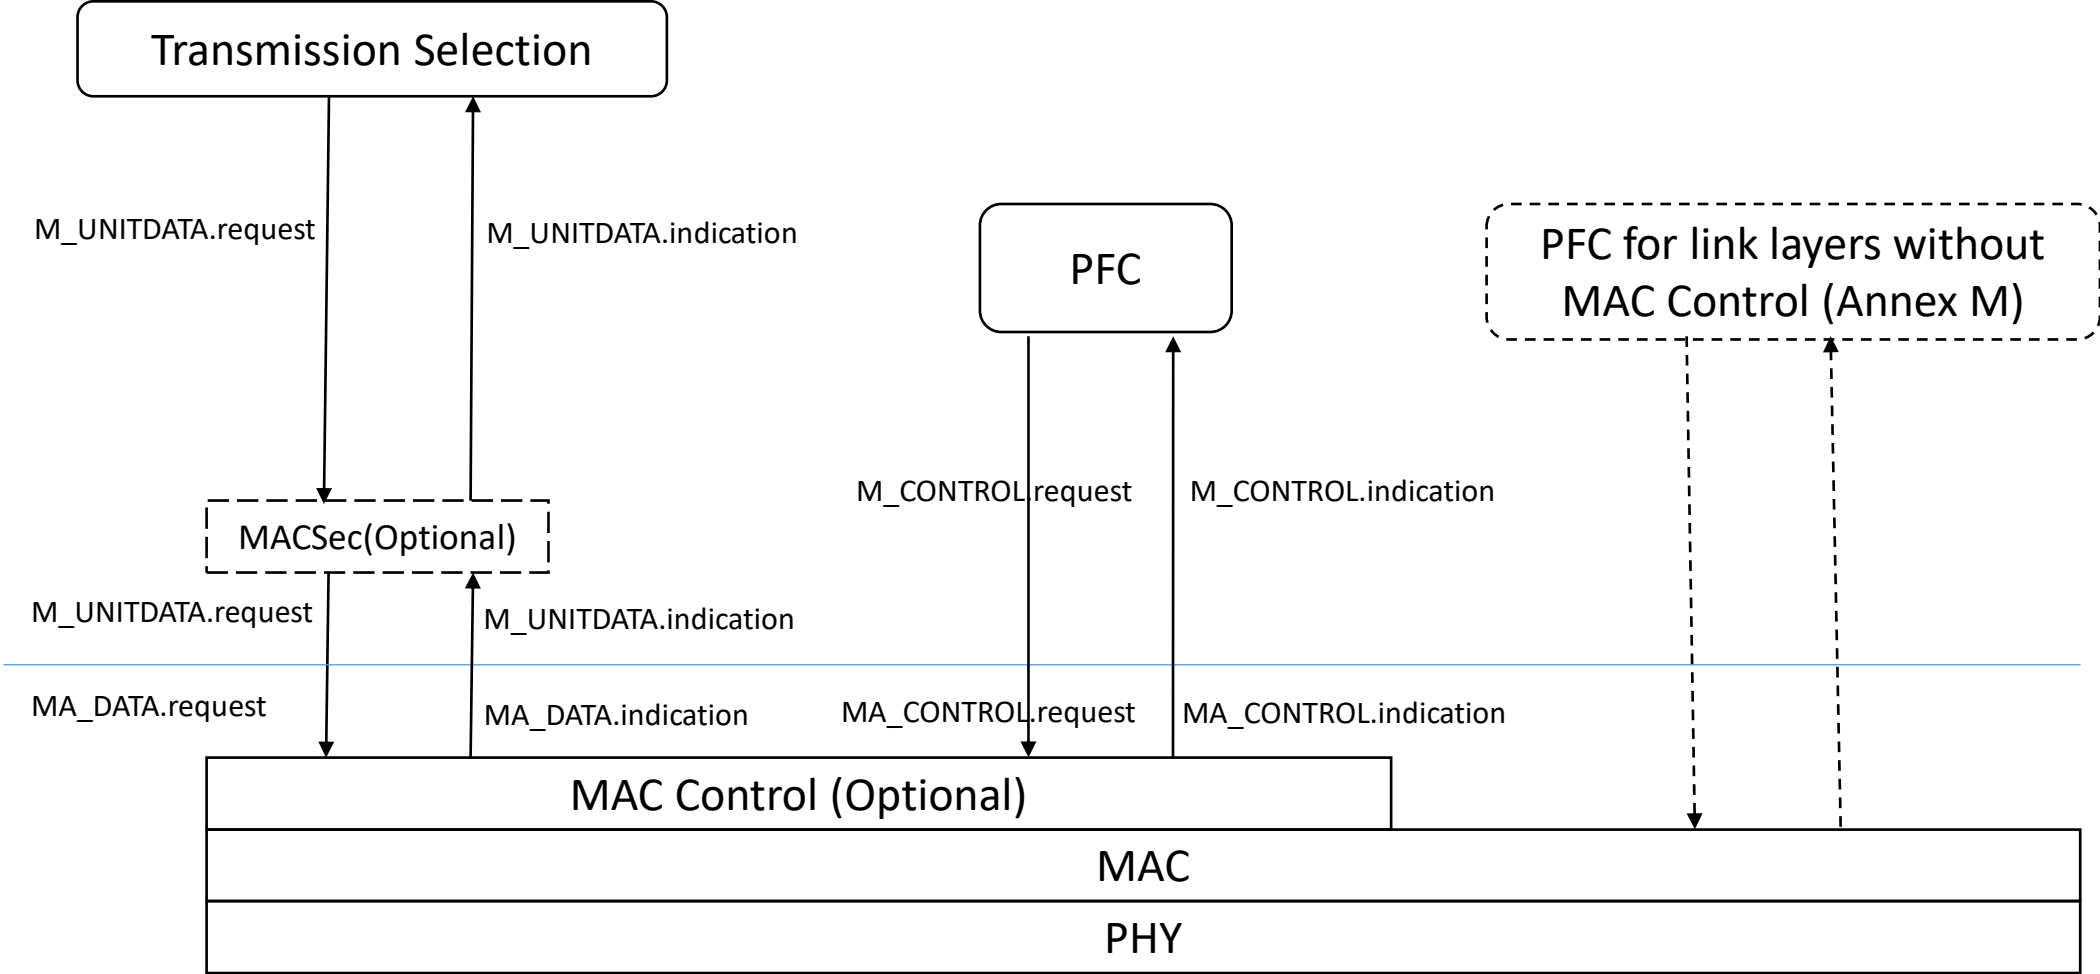 Transmission Selection
M_UNITDATA.request
M_UNITDATA.indication
PFC
PFC for link layers without
MAC Control (Annex M)
M_CONTROL.request
M_CONTROL.indication
MACSec(Optional)
M_UNITDATA.request
M_UNITDATA.indication
MA_DATA.request
MA_DATA.indication
MA_CONTROL.request
MA_CONTROL.indication
MAC Control (Optional)
MAC
PHY